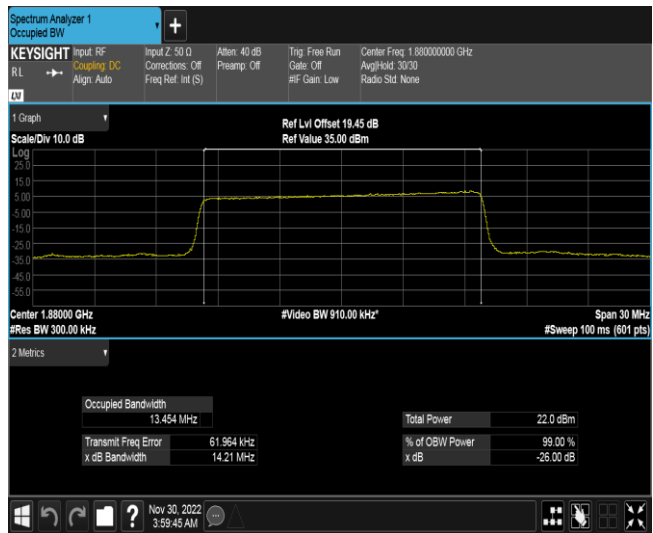 Spectrum Analyzer 1
Occupied BW
+
KEYSIGHT Input: RF Input Z: 50 Ω Atten: 40 dB Trig: Free Run Center Freq: 1.880000000 GHz
RL Coupling: DC Corrections: Off Preamp: Off Gate: Off Avg|Hold: 30/30
Align: Auto Freq Ref: Int (S) #IF Gain: Low Radio Std: None
LXI
1 Graph
Ref Lvl Offset 19.45 dB
Scale/Div 10.0 dB Ref Value 35.00 dBm
Log
25.0
15.0
5.00
-5.00
-15.0
-25.0
-35.0
-45.0
-55.0
Center 1.88000 GHz #Video BW 910.00 kHz* Span 30 MHz
#Res BW 300.00 kHz #Sweep 100 ms (601 pts)
2 Metrics
Occupied Bandwidth
13.454 MHz Total Power 22.0 dBm
Transmit Freq Error 61.964 kHz % of OBW Power 99.00 %
x dB Bandwidth 14.21 MHz x dB -26.00 dB
? Nov 30, 2022
3:59:45 AM